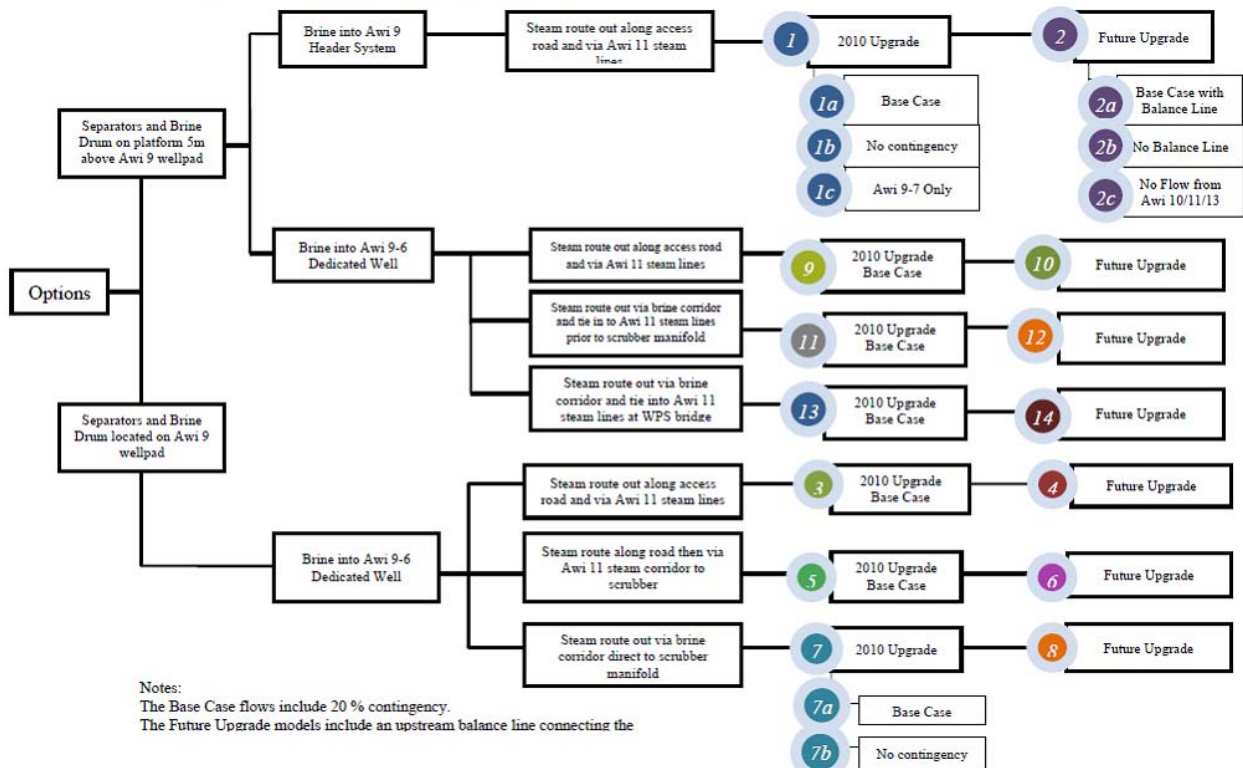 Brine into Awi 9
Header System
Steam route out along access
road and via Awi 11 steam
lines
1
2010 Upgrade
2
Future Upgrade
1a
Base Case
1b
No contingency
1c
Awi 9-7 Only
2a
Base Case with
Balance Line
2b
No Balance Line
2c
No Flow from
Awi 10/11/13
Separators and Brine
Drum on platform 5m
above Awi 9 wellpad
Options
Separators and Brine
Drum located on Awi 9
wellpad
Brine into Awi 9-6
Dedicated Well
Steam route out along access road
and via Awi 11 steam lines
9
2010 Upgrade
Base Case
10
Future Upgrade
Steam route out via brine corridor
and tie in to Awi 11 steam lines
prior to scrubber manifold
11
2010 Upgrade
Base Case
12
Future Upgrade
Steam route out via brine
corridor and tie into Awi 11
steam lines at WPS bridge
13
2010 Upgrade
Base Case
14
Future Upgrade
Brine into Awi 9-6
Dedicated Well
Steam route out along access
road and via Awi 11 steam lines
3
2010 Upgrade
Base Case
4
Future Upgrade
Steam route along road then via
Awi 11 steam corridor to
scrubber
5
2010 Upgrade
Base Case
6
Future Upgrade
Steam route out via brine
corridor direct to scrubber
manifold
7
2010 Upgrade
8
Future Upgrade
7a
Base Case
7b
No contingency
Notes:
The Base Case flows include 20 % contingency.
The Future Upgrade models include an upstream balance line connecting the